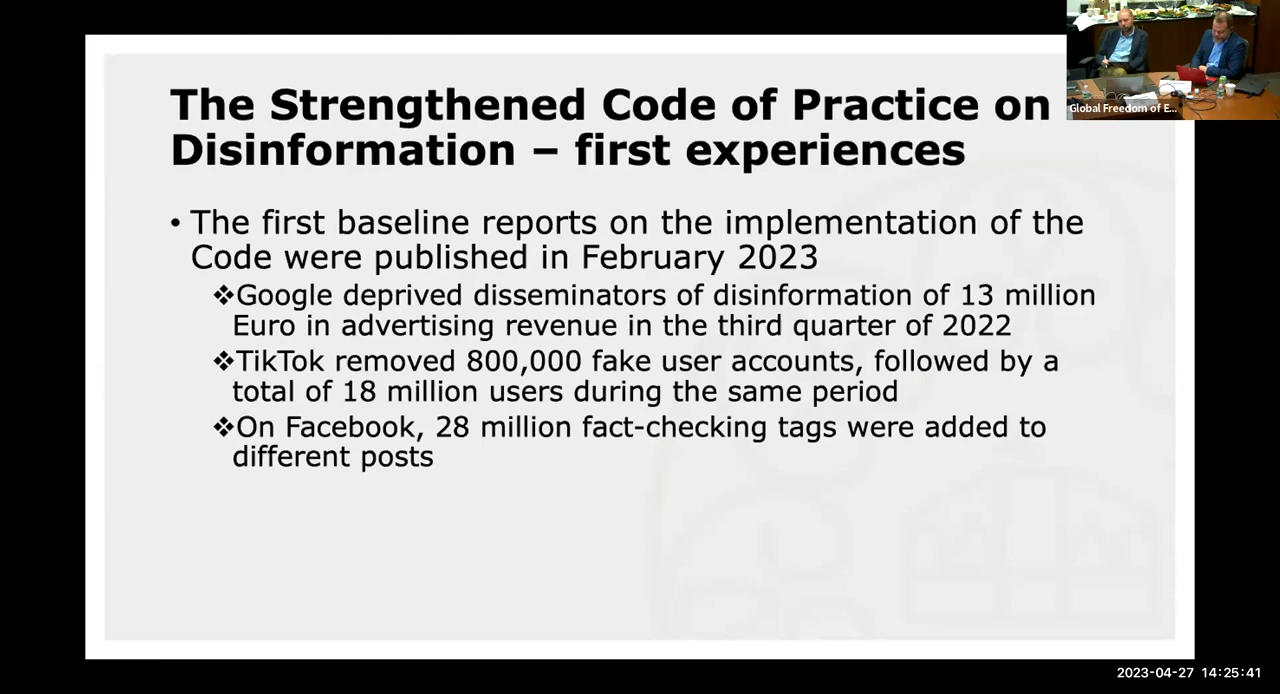 The Strengthened Code of Practice on
Disinformation – first experiences
• The first baseline reports on the implementation of the
Code were published in February 2023
❖Google deprived disseminators of disinformation of 13 million
Euro in advertising revenue in the third quarter of 2022
❖TikTok removed 800,000 fake user accounts, followed by a
total of 18 million users during the same period
❖On Facebook, 28 million fact-checking tags were added to
different posts
Global Freedom of E...
2023-04-27 14:25:41